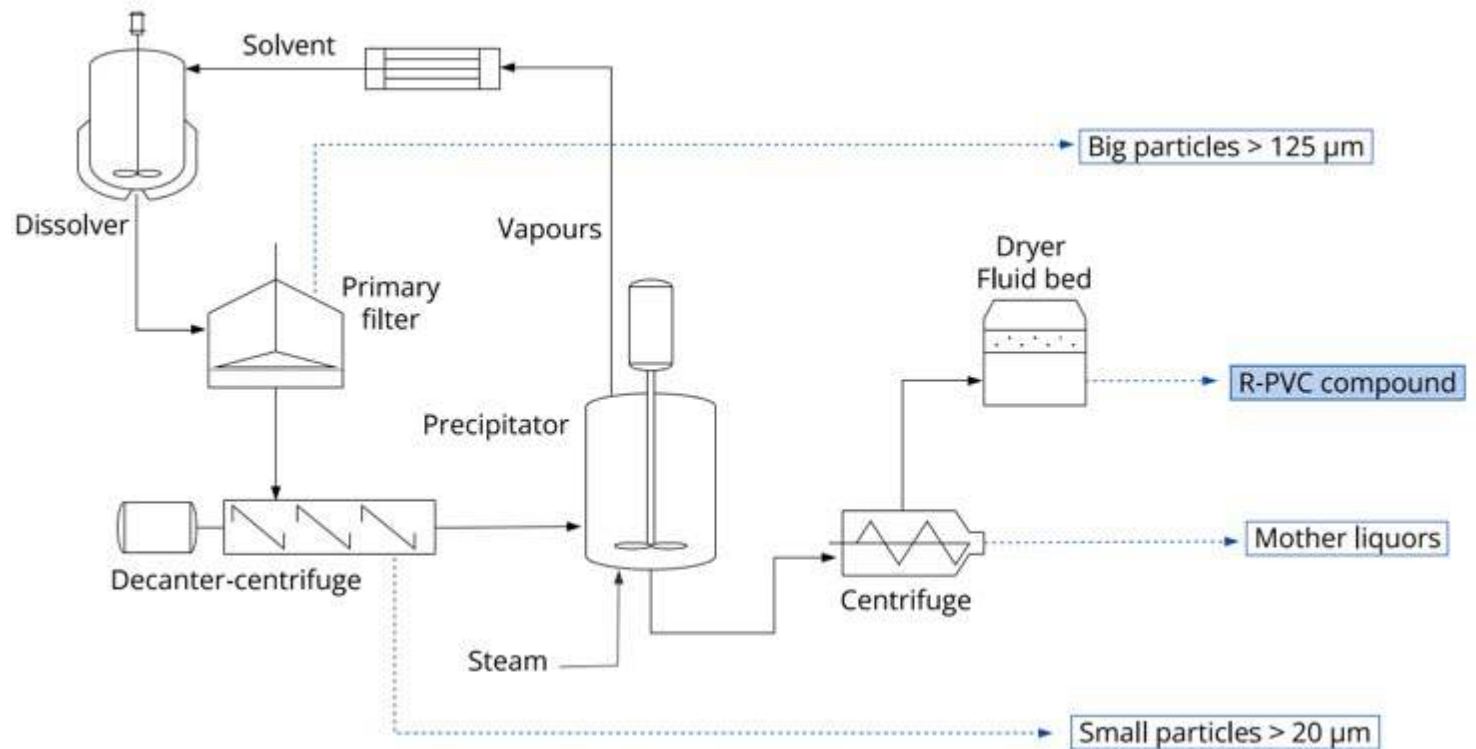 Solvent
Big particles > 125 µm
Dissolver
Vapours
Dryer
Fluid bed
Primary
filter
R-PVC compound
Precipitator
Mother liquors
Decanter-centrifuge
Centrifuge
Steam
Small particles > 20 µm